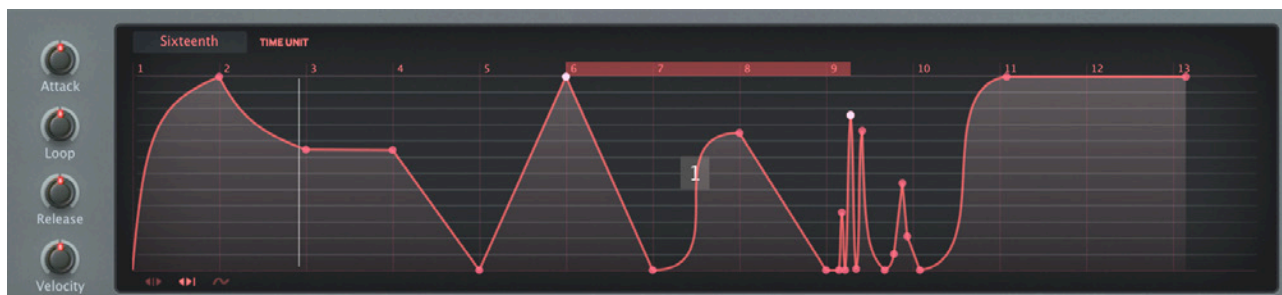 Sixteenth TIME UNIT
1 2 3 4 5 6 7 8 9 10 11 12 13
Attack
Loop
1
Release
Velocity